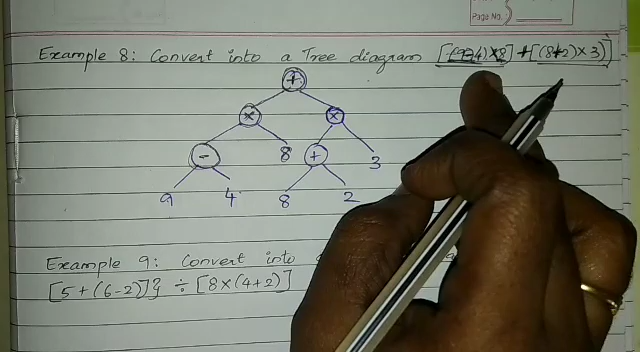 Page No.
Example 8: Convert into a Tree diagram [(9-4)×8] + [(8+2)×3)]
+
× ×
- 8 + 3
9 4 8 2
Example 9: Convert into
[5+(6-2)]} ÷ [8×(4+2)]